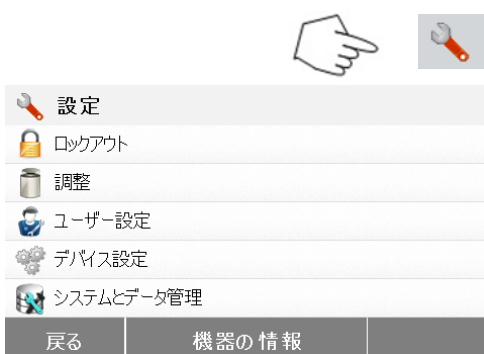 設定
ロックアウト
調整
ユーザー設定
デバイス設定
システムとデータ管理
戻る 機器の情報